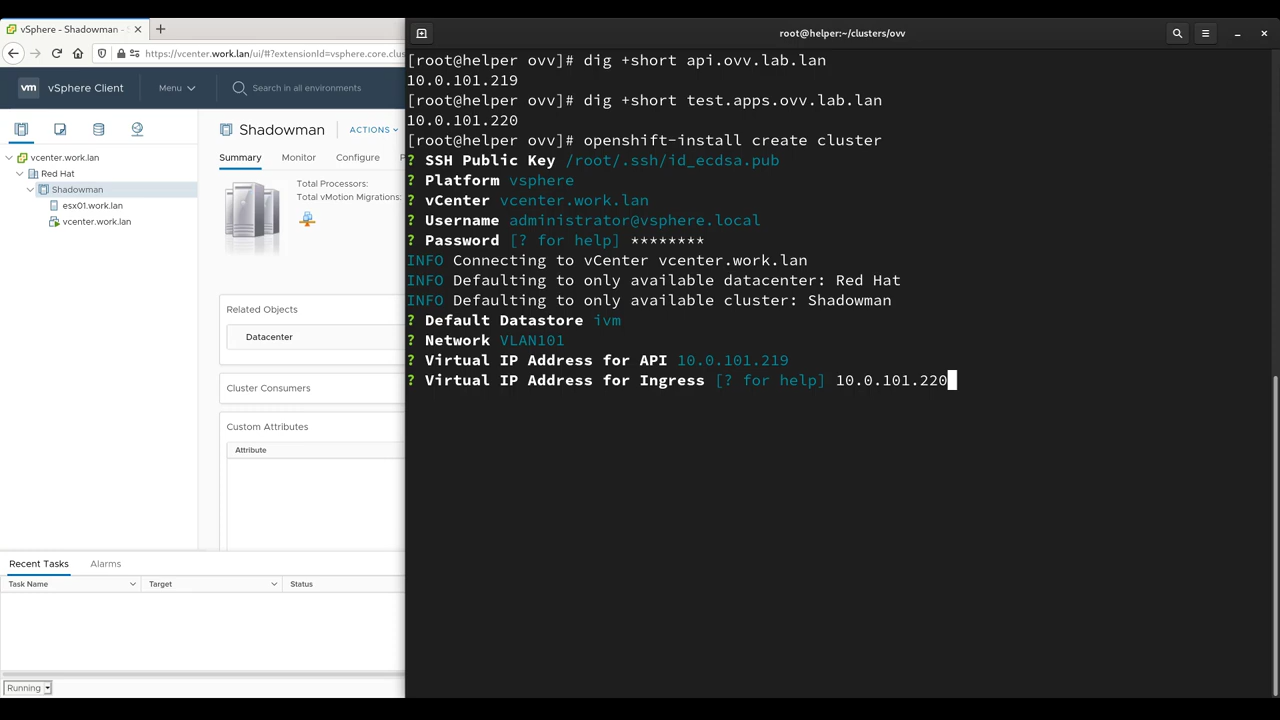 vSphere - Shadowman - S
https://vcenter.work.lan/ui/#?extensionId=vsphere.core.clus
vm vSphere Client Menu Search in all environments
vcenter.work.lan
Red Hat
Shadowman
esx01.work.lan
vcenter.work.lan
Shadowman ACTIONS
Summary Monitor Configure P
Total Processors:
Total vMotion Migrations:
Related Objects
Datacenter
Cluster Consumers
Custom Attributes
Attribute
Recent Tasks Alarms
Task Name Target Status
Running
root@helper:~/clusters/ovv
[root@helper ovv]# dig +short api.ovv.lab.lan
10.0.101.219
[root@helper ovv]# dig +short test.apps.ovv.lab.lan
10.0.101.220
[root@helper ovv]# openshift-install create cluster
? SSH Public Key /root/.ssh/id_ecdsa.pub
? Platform vsphere
? vCenter vcenter.work.lan
? Username administrator@vsphere.local
? Password [? for help] ********
INFO Connecting to vCenter vcenter.work.lan
INFO Defaulting to only available datacenter: Red Hat
INFO Defaulting to only available cluster: Shadowman
? Default Datastore ivm
? Network VLAN101
? Virtual IP Address for API 10.0.101.219
? Virtual IP Address for Ingress [? for help] 10.0.101.220